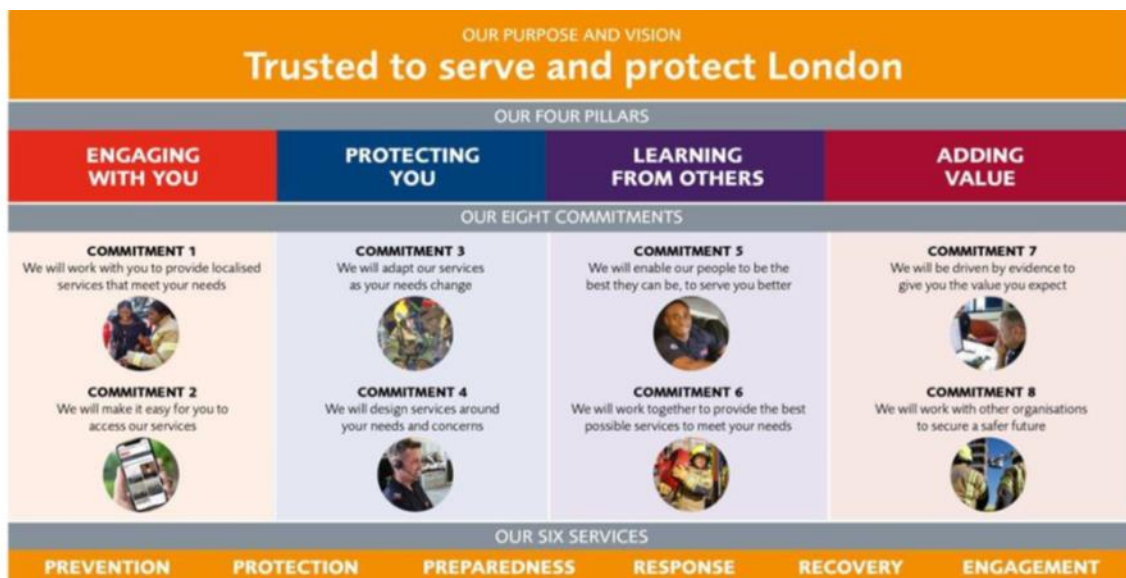 OUR PURPOSE AND VISION
Trusted to serve and protect London
OUR FOUR PILLARS
ENGAGING
WITH YOU
PROTECTING
YOU
LEARNING
FROM OTHERS
ADDING
VALUE
OUR EIGHT COMMITMENTS
COMMITMENT 1
We will work with you to provide localised
services that meet your needs
COMMITMENT 2
We will make it easy for you to
access our services
COMMITMENT 3
We will adapt our services
as your needs change
COMMITMENT 4
We will design services around
your needs and concerns
COMMITMENT 5
We will enable our people to be the
best they can be, to serve you better
COMMITMENT 6
We will work together to provide the best
possible services to meet your needs
COMMITMENT 7
We will be driven by evidence to
give you the value you expect
COMMITMENT 8
We will work with other organisations
to secure a safer future
OUR SIX SERVICES
PREVENTION PROTECTION PREPAREDNESS RESPONSE RECOVERY ENGAGEMENT